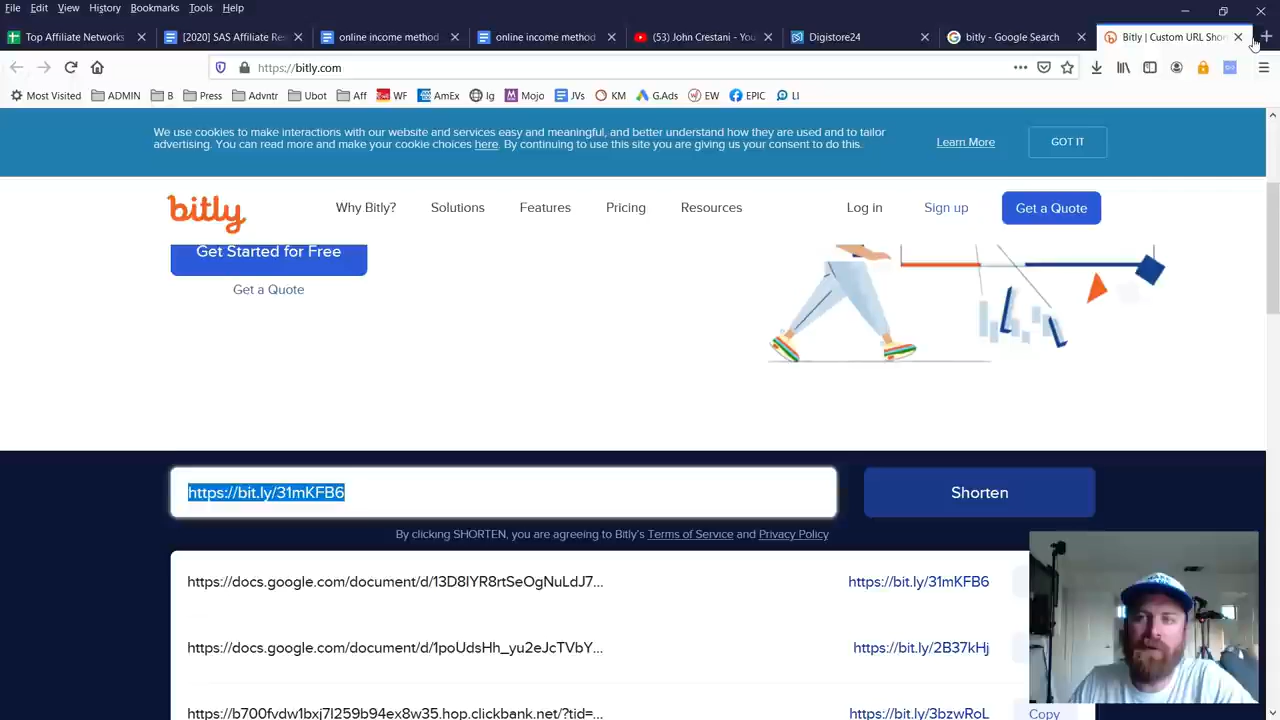 File Edit View History Bookmarks Tools Help
Top Affiliate Networks [2020] SAS Affiliate Re online income method online income method (53) John Crestani - You Digistore24 bitly - Google Search Bitly | Custom URL Shor
https://bitly.com
Most Visited ADMIN B Press Advntr Ubot Aff WF AmEx Ig Mojo JVs KM G.Ads EW EPIC LI
We use cookies to make interactions with our website and services easy and meaningful, and better understand how they are used and to tailor
advertising. You can read more and make your cookie choices here. By continuing to use this site you are giving us your consent to do this.
Learn More
GOT IT
bitly Why Bitly? Solutions Features Pricing Resources Log in Sign up Get a Quote
Get Started for Free
Get a Quote
https://bit.ly/31mKFB6
Shorten
By clicking SHORTEN, you are agreeing to Bitly's Terms of Service and Privacy Policy
https://docs.google.com/document/d/13D8lYR8rtSeOgNuLdJ7... https://bit.ly/31mKFB6
https://docs.google.com/document/d/1poUdsHh_yu2eJcTVbY... https://bit.ly/2B37kHj
https://b700fvdw1bxj7l259b94ex8w35.hop.clickbank.net/?tid=... https://bit.ly/3bzwRoL Copy